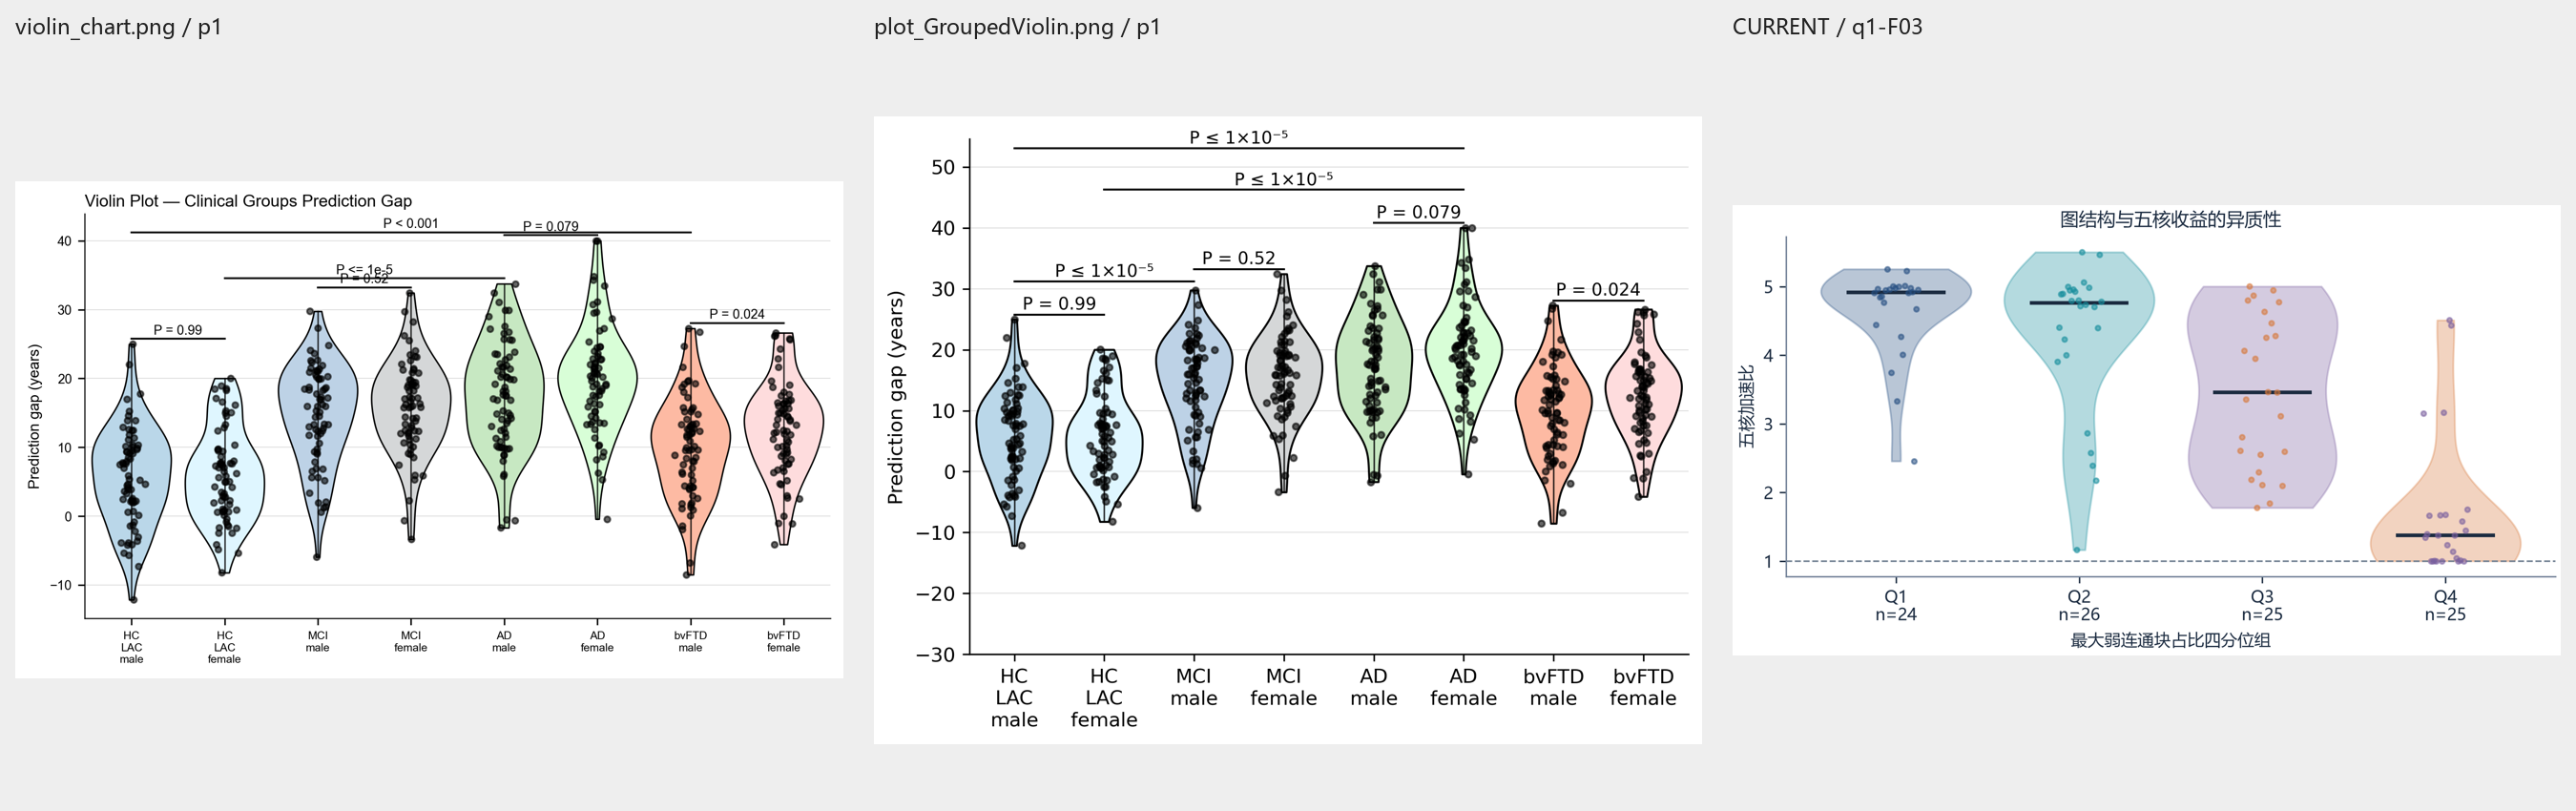 violin_chart.png / p1
Violin Plot — Clinical Groups Prediction Gap
P < 0.001
P = 0.079
P <= 1e-5
P = 0.52
P = 0.99
P = 0.024
Prediction gap (years)
40
30
20
10
0
−10
HC
LAC
male
HC
LAC
female
MCI
male
MCI
female
AD
male
AD
female
bvFTD
male
bvFTD
female
plot_GroupedViolin.png / p1
P ≤ 1×10⁻⁵
P ≤ 1×10⁻⁵
P = 0.079
P = 0.52
P ≤ 1×10⁻⁵
P = 0.99
P = 0.024
Prediction gap (years)
50
40
30
20
10
0
−10
−20
−30
HC
LAC
male
HC
LAC
female
MCI
male
MCI
female
AD
male
AD
female
bvFTD
male
bvFTD
female
CURRENT / q1-F03
图结构与五核收益的异质性
五核加速比
5
4
3
2
1
Q1
n=24
Q2
n=26
Q3
n=25
Q4
n=25
最大弱连通块占比四分位组